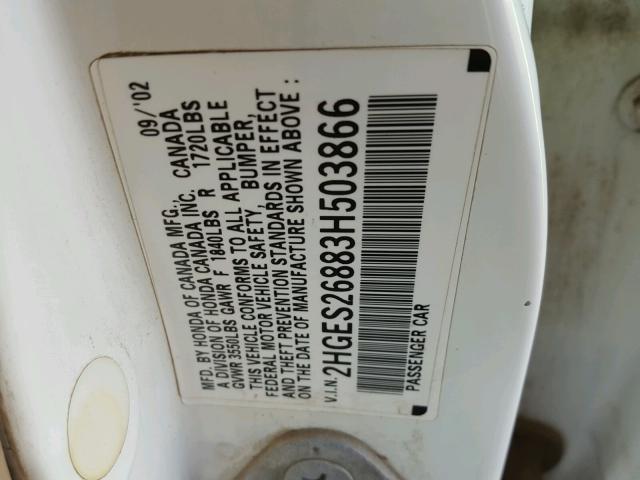 MFD. BY HONDA OF CANADA MFG., 09/'02
A DIVISION OF HONDA CANADA INC. CANADA
GVWR 3550LBS GAWR F 1840LBS R 1720LBS
THIS VEHICLE CONFORMS TO ALL APPLICABLE
FEDERAL MOTOR VEHICLE SAFETY, BUMPER,
AND THEFT PREVENTION STANDARDS IN EFFECT
ON THE DATE OF MANUFACTURE SHOWN ABOVE :
V.I.N. 2HGES26883H503866
PASSENGER CAR